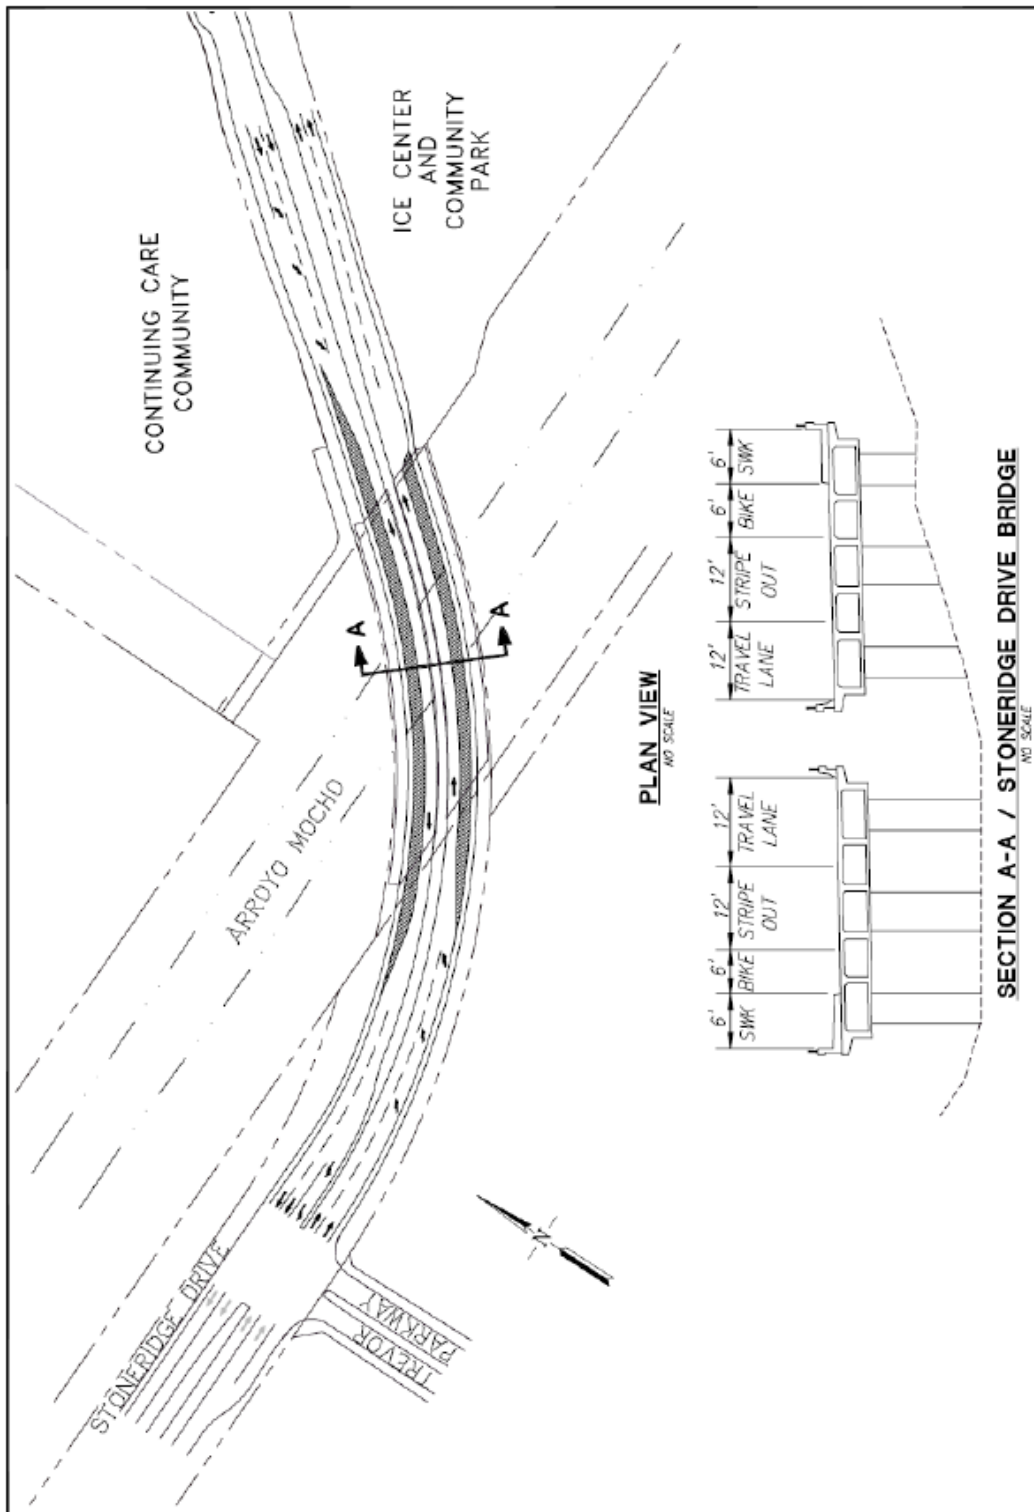 CONTINUING CARE
COMMUNITY
ICE CENTER
AND
COMMUNITY
PARK
ARROYO MOCHO
A
A
STONERIDGE DRIVE
TREVOR
PARKWAY
N
PLAN VIEW
NO SCALE
6'
SWK
6'
BIKE
12'
STRIPE
OUT
12'
TRAVEL
LANE
12'
TRAVEL
LANE
12'
STRIPE
OUT
6'
BIKE
6'
SWK
SECTION A-A / STONERIDGE DRIVE BRIDGE
NO SCALE